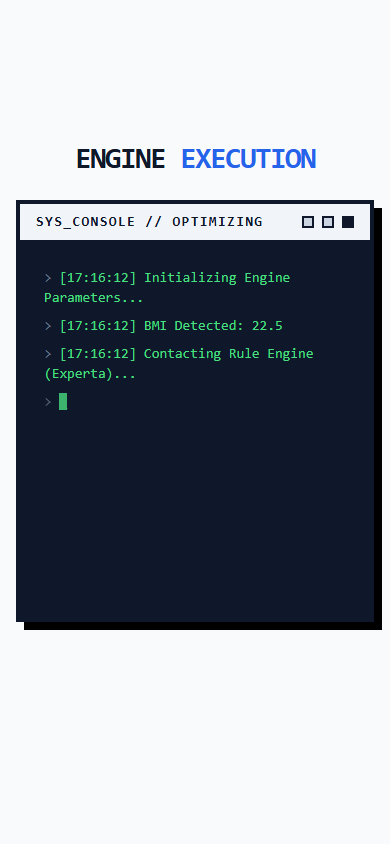 ENGINE EXECUTION
SYS_CONSOLE // OPTIMIZING
> [17:16:12] Initializing Engine
Parameters...
> [17:16:12] BMI Detected: 22.5
> [17:16:12] Contacting Rule Engine
(Experta)...
>